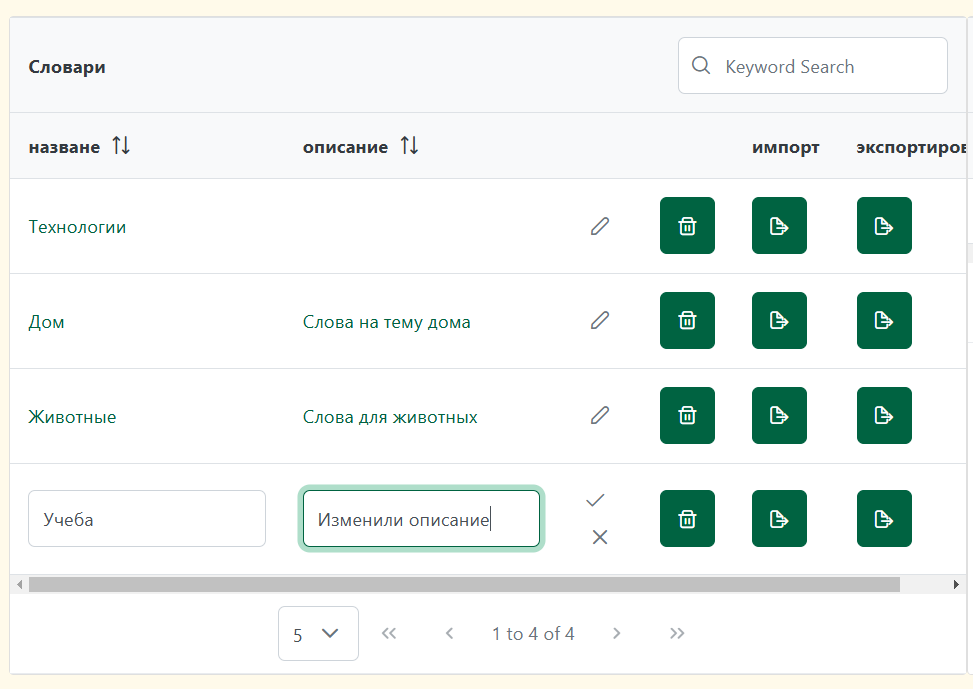 Словари
Keyword Search
назване описание импорт экспортиров
Технологии
Дом Слова на тему дома
Животные Слова для животных
Учеба Изменили описание
5 1 to 4 of 4